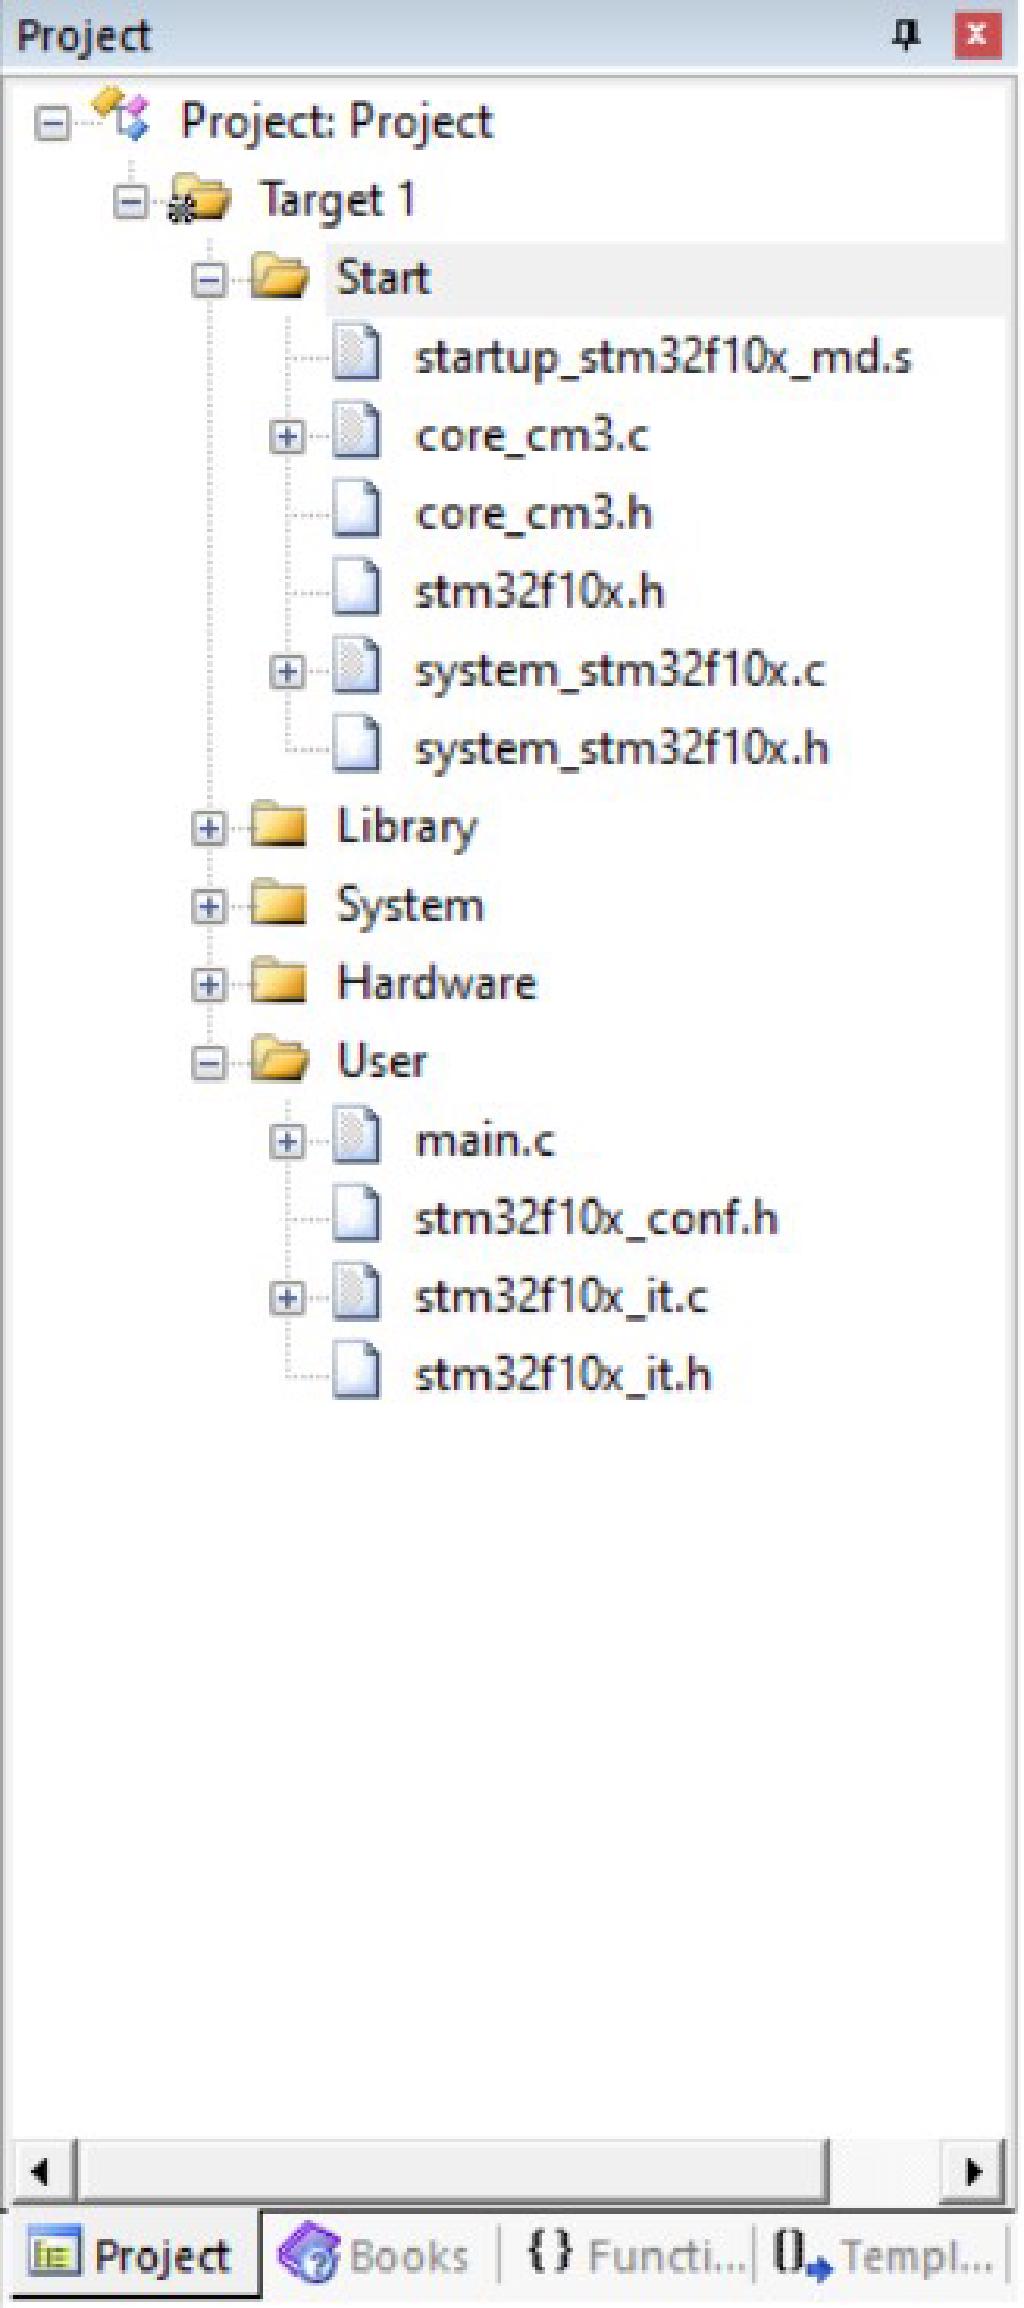 Project
Project: Project
Target 1
Start
startup_stm32f10x_md.s
core_cm3.c
core_cm3.h
stm32f10x.h
system_stm32f10x.c
system_stm32f10x.h
Library
System
Hardware
User
main.c
stm32f10x_conf.h
stm32f10x_it.c
stm32f10x_it.h
Project Books {} Functi... Templ...